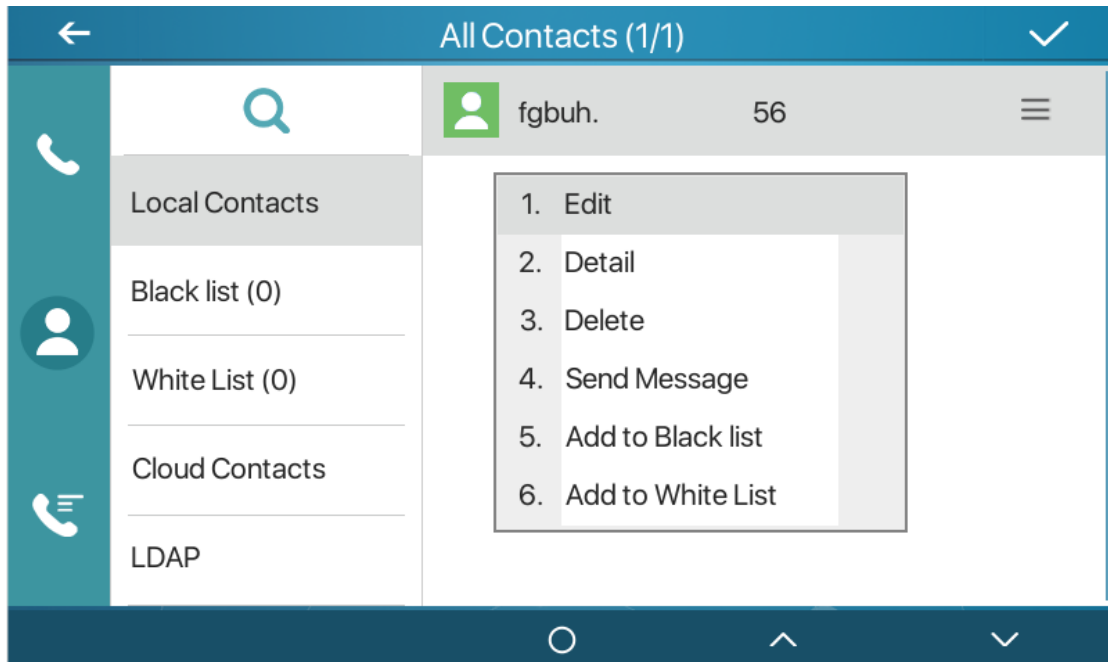 All Contacts (1/1)
fgbuh. 56
Local Contacts
Black list (0)
White List (0)
Cloud Contacts
LDAP
1. Edit
2. Detail
3. Delete
4. Send Message
5. Add to Black list
6. Add to White List